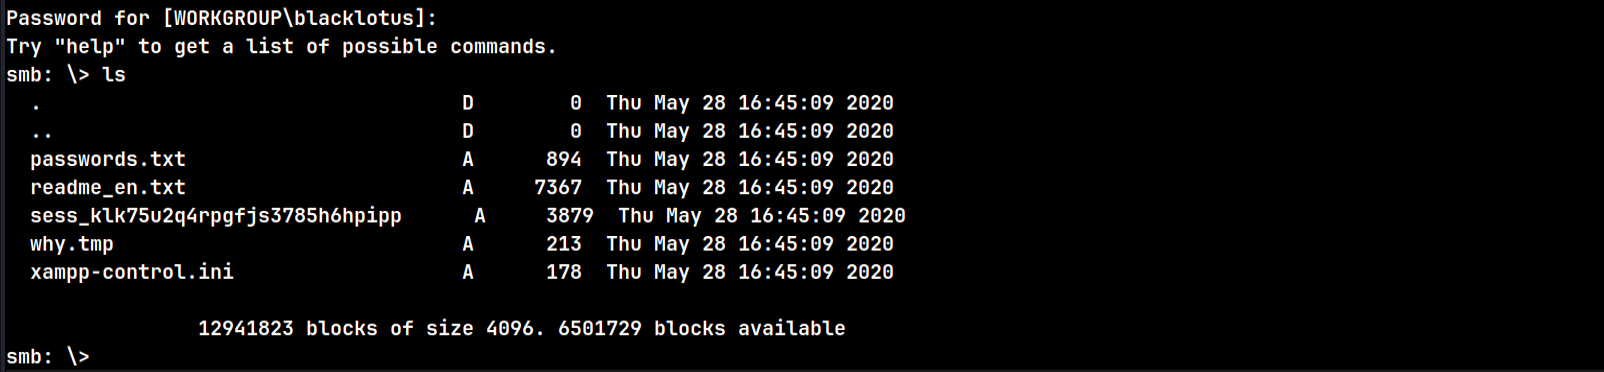 Password for [WORKGROUP\blacklotus]:
Try "help" to get a list of possible commands.
smb: \> ls
  .                                   D        0  Thu May 28 16:45:09 2020
  ..                                  D        0  Thu May 28 16:45:09 2020
  passwords.txt                       A      894  Thu May 28 16:45:09 2020
  readme_en.txt                       A     7367  Thu May 28 16:45:09 2020
  sess_klk75u2q4rpgfjs3785h6hpipp      A     3879  Thu May 28 16:45:09 2020
  why.tmp                             A      213  Thu May 28 16:45:09 2020
  xampp-control.ini                   A      178  Thu May 28 16:45:09 2020

                12941823 blocks of size 4096. 6501729 blocks available
smb: \>